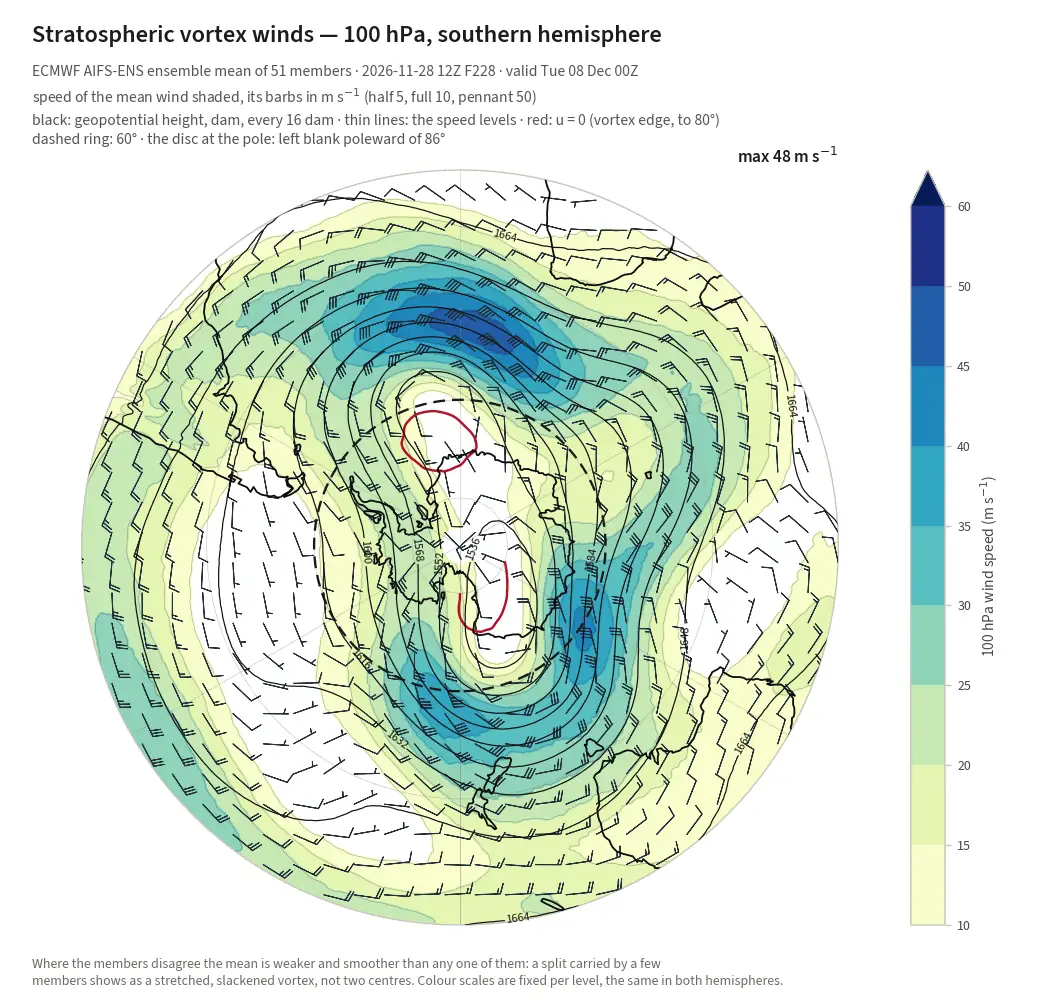 Stratospheric vortex winds — 100 hPa, southern hemisphere
ECMWF AIFS-ENS ensemble mean of 51 members · 2026-11-28 12Z F228 · valid Tue 08 Dec 00Z
speed of the mean wind shaded, its barbs in m s⁻¹ (half 5, full 10, pennant 50)
black: geopotential height, dam, every 16 dam · thin lines: the speed levels · red: u = 0 (vortex edge, to 80°)
dashed ring: 60° · the disc at the pole: left blank poleward of 86°
max 48 m s⁻¹
1664
1664
1536
1568
1552
1600
1584
1648
1616
1632
1664
1664
60
50
45
40
35
30
25
20
15
10
100 hPa wind speed (m s⁻¹)
Where the members disagree the mean is weaker and smoother than any one of them: a split carried by a few
members shows as a stretched, slackened vortex, not two centres. Colour scales are fixed per level, the same in both hemispheres.